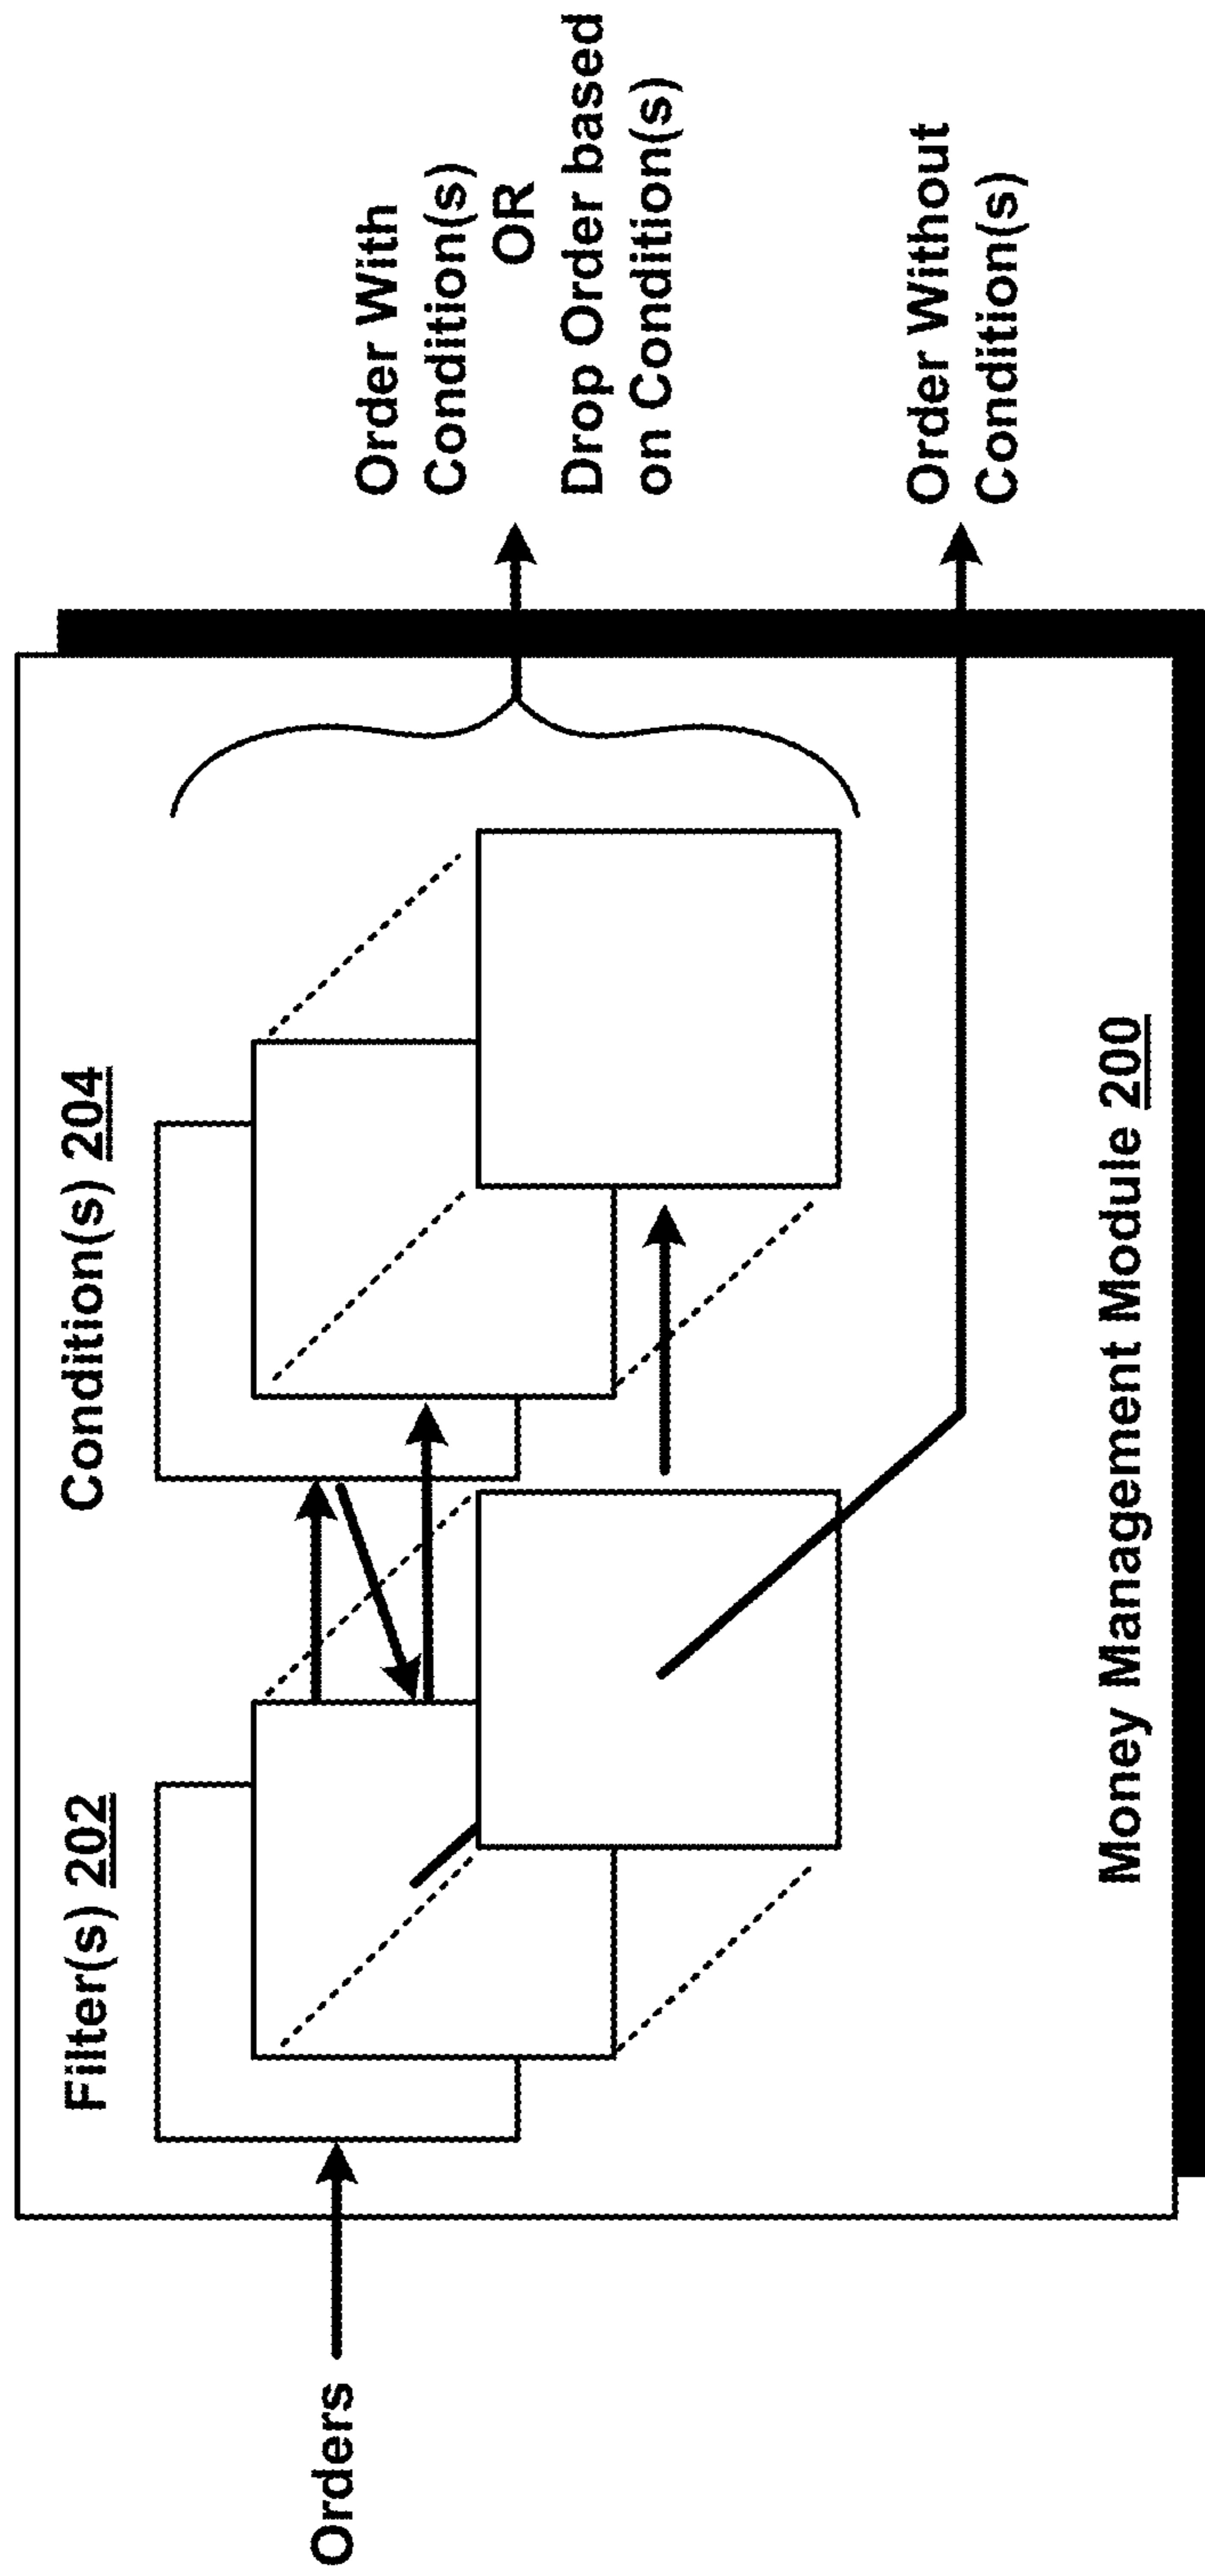 Orders
Filter(s) 202
Condition(s) 204
Order With
Condition(s)
OR
Drop Order based
on Condition(s)
Order Without
Condition(s)
Money Management Module 200